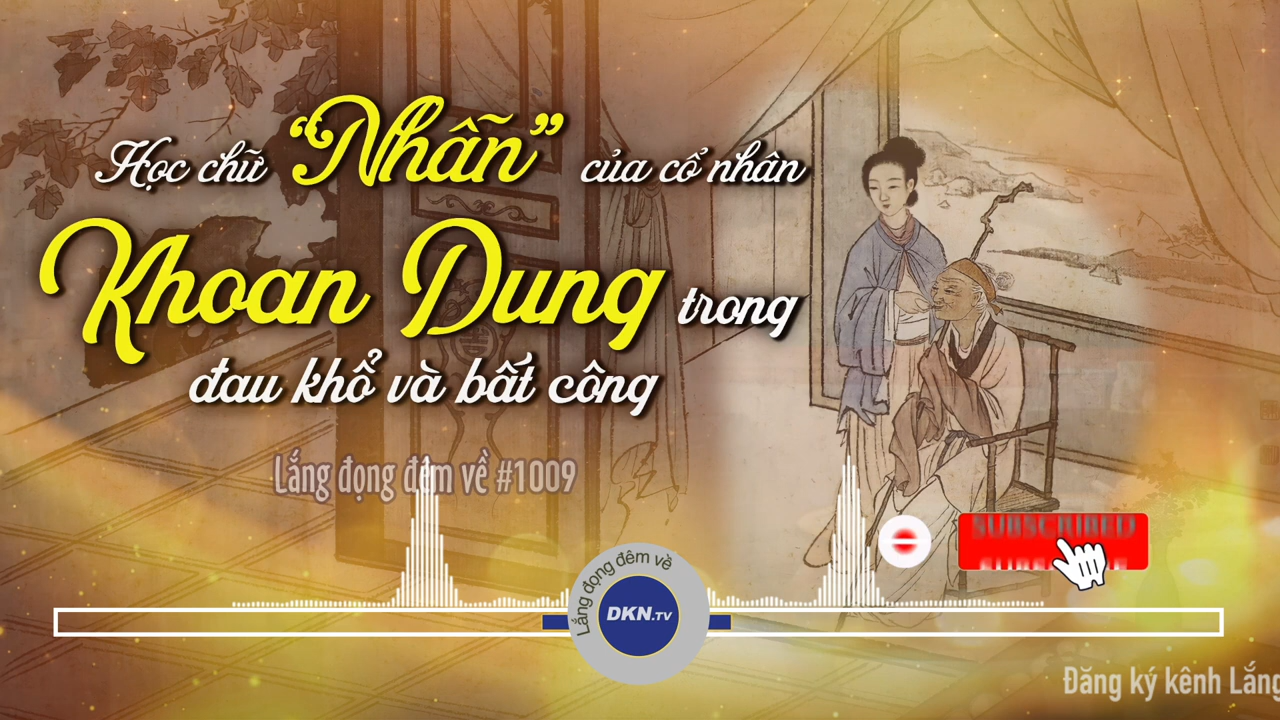 Học chữ “Nhẫn” của cổ nhân
Khoan Dung trong
đau khổ và bất công
Lắng đọng đêm về #1009
SUBSCRIBED
Lắng đọng đêm về
DKN.TV
Đăng ký kênh Lắng